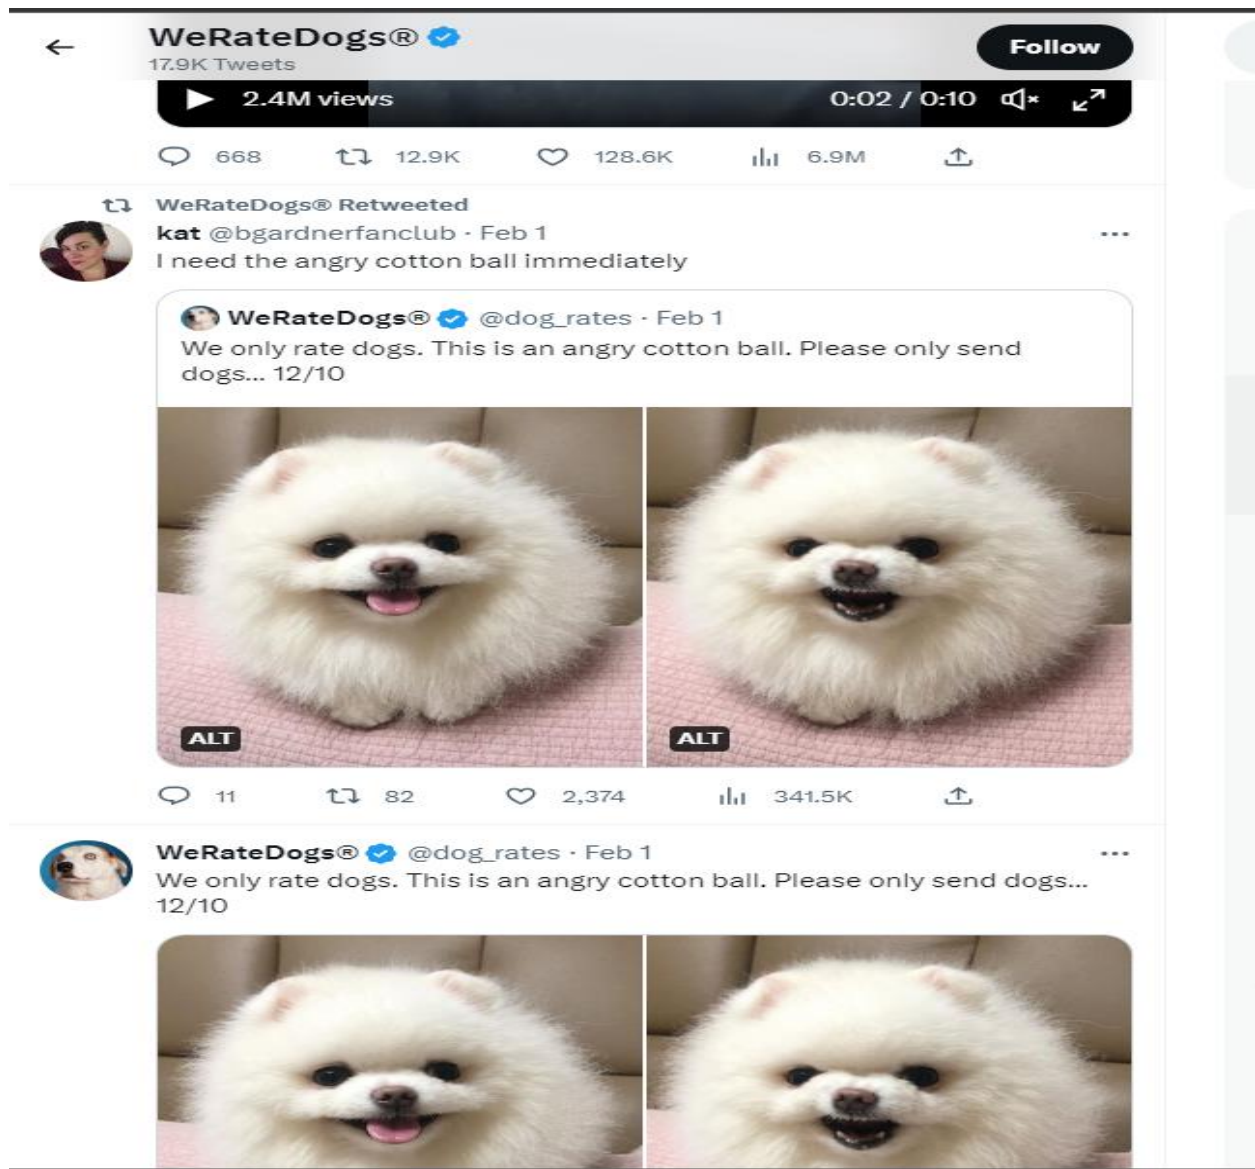 WeRateDogs®
17.9K Tweets
Follow
2.4M views
0:02 / 0:10
668 12.9K 128.6K 6.9M
WeRateDogs® Retweeted
kat @bgardnerfanclub · Feb 1
I need the angry cotton ball immediately
WeRateDogs® @dog_rates · Feb 1
We only rate dogs. This is an angry cotton ball. Please only send
dogs... 12/10
ALT
ALT
11 82 2,374 341.5K
WeRateDogs® @dog_rates · Feb 1
We only rate dogs. This is an angry cotton ball. Please only send dogs...
12/10